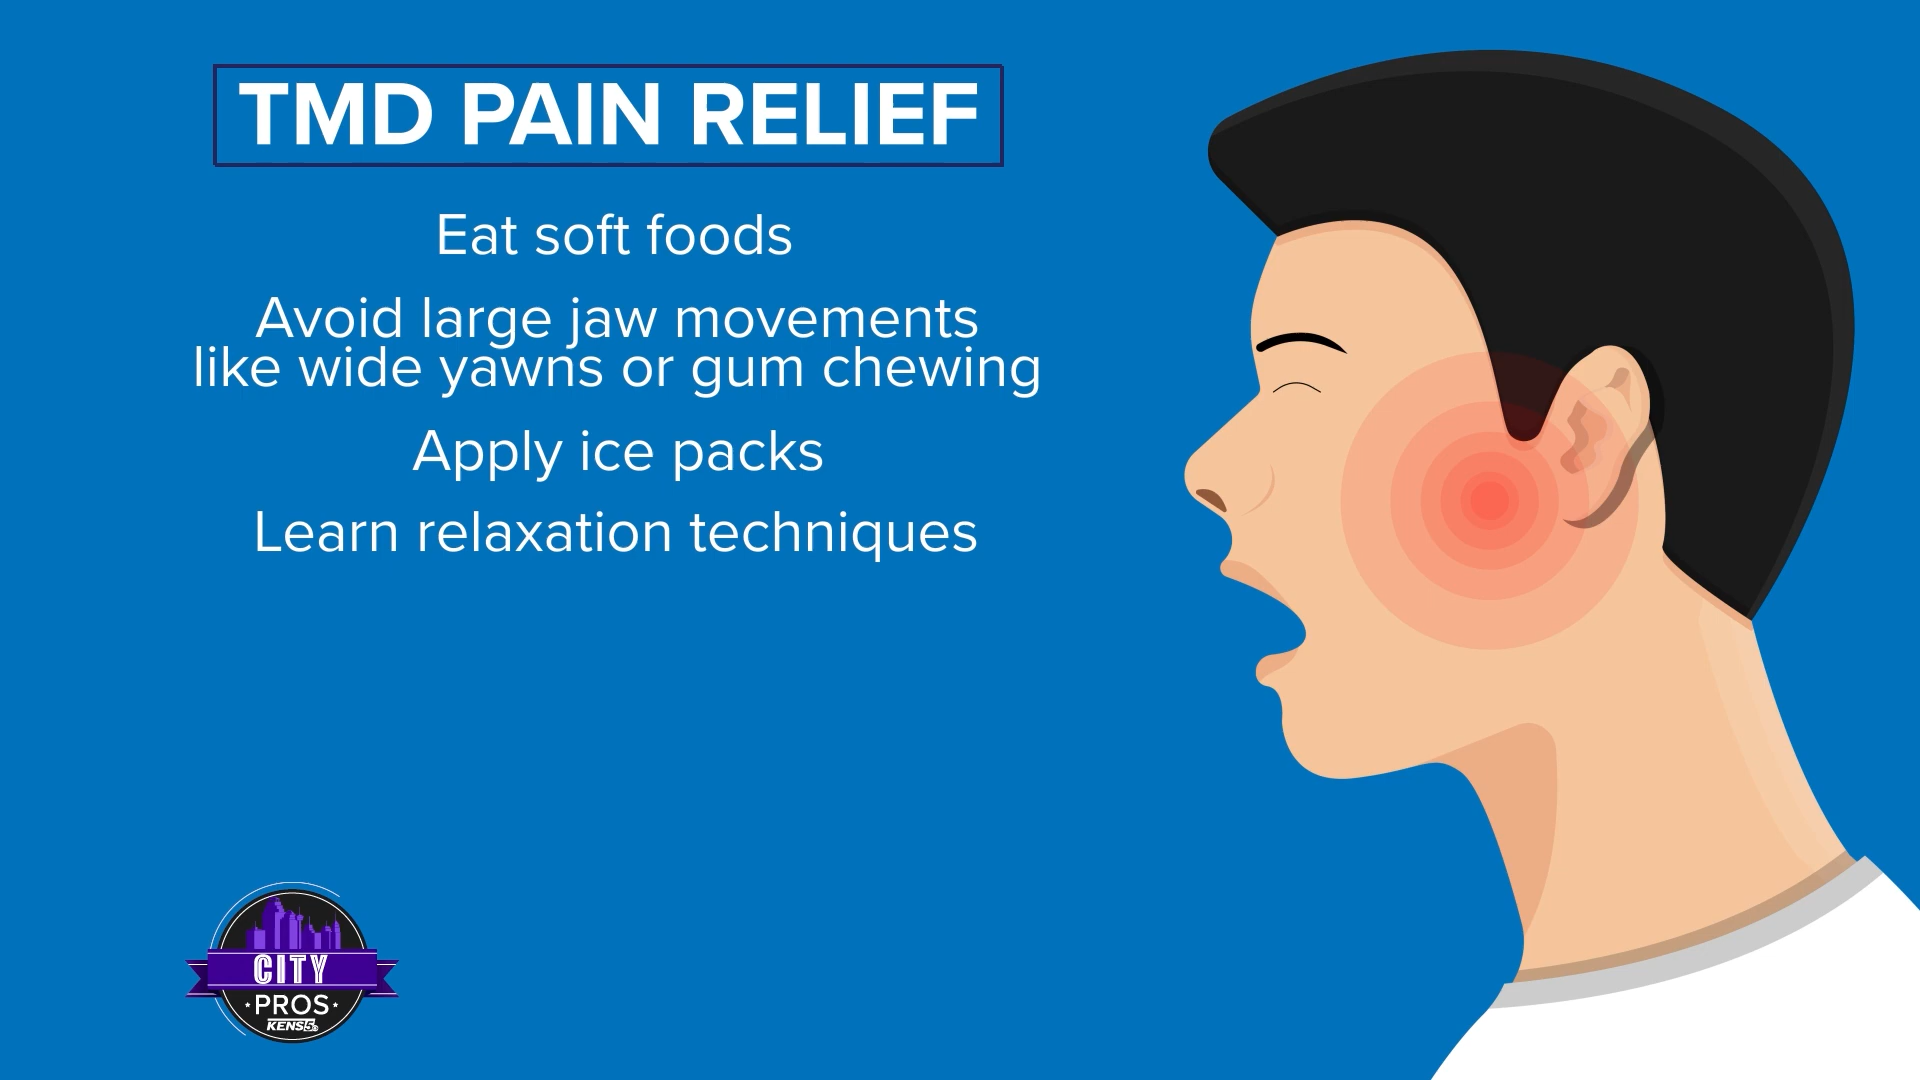 TMD PAIN RELIEF
Eat soft foods
Avoid large jaw movements
like wide yawns or gum chewing
Apply ice packs
Learn relaxation techniques
CITY
PROS
KENS5